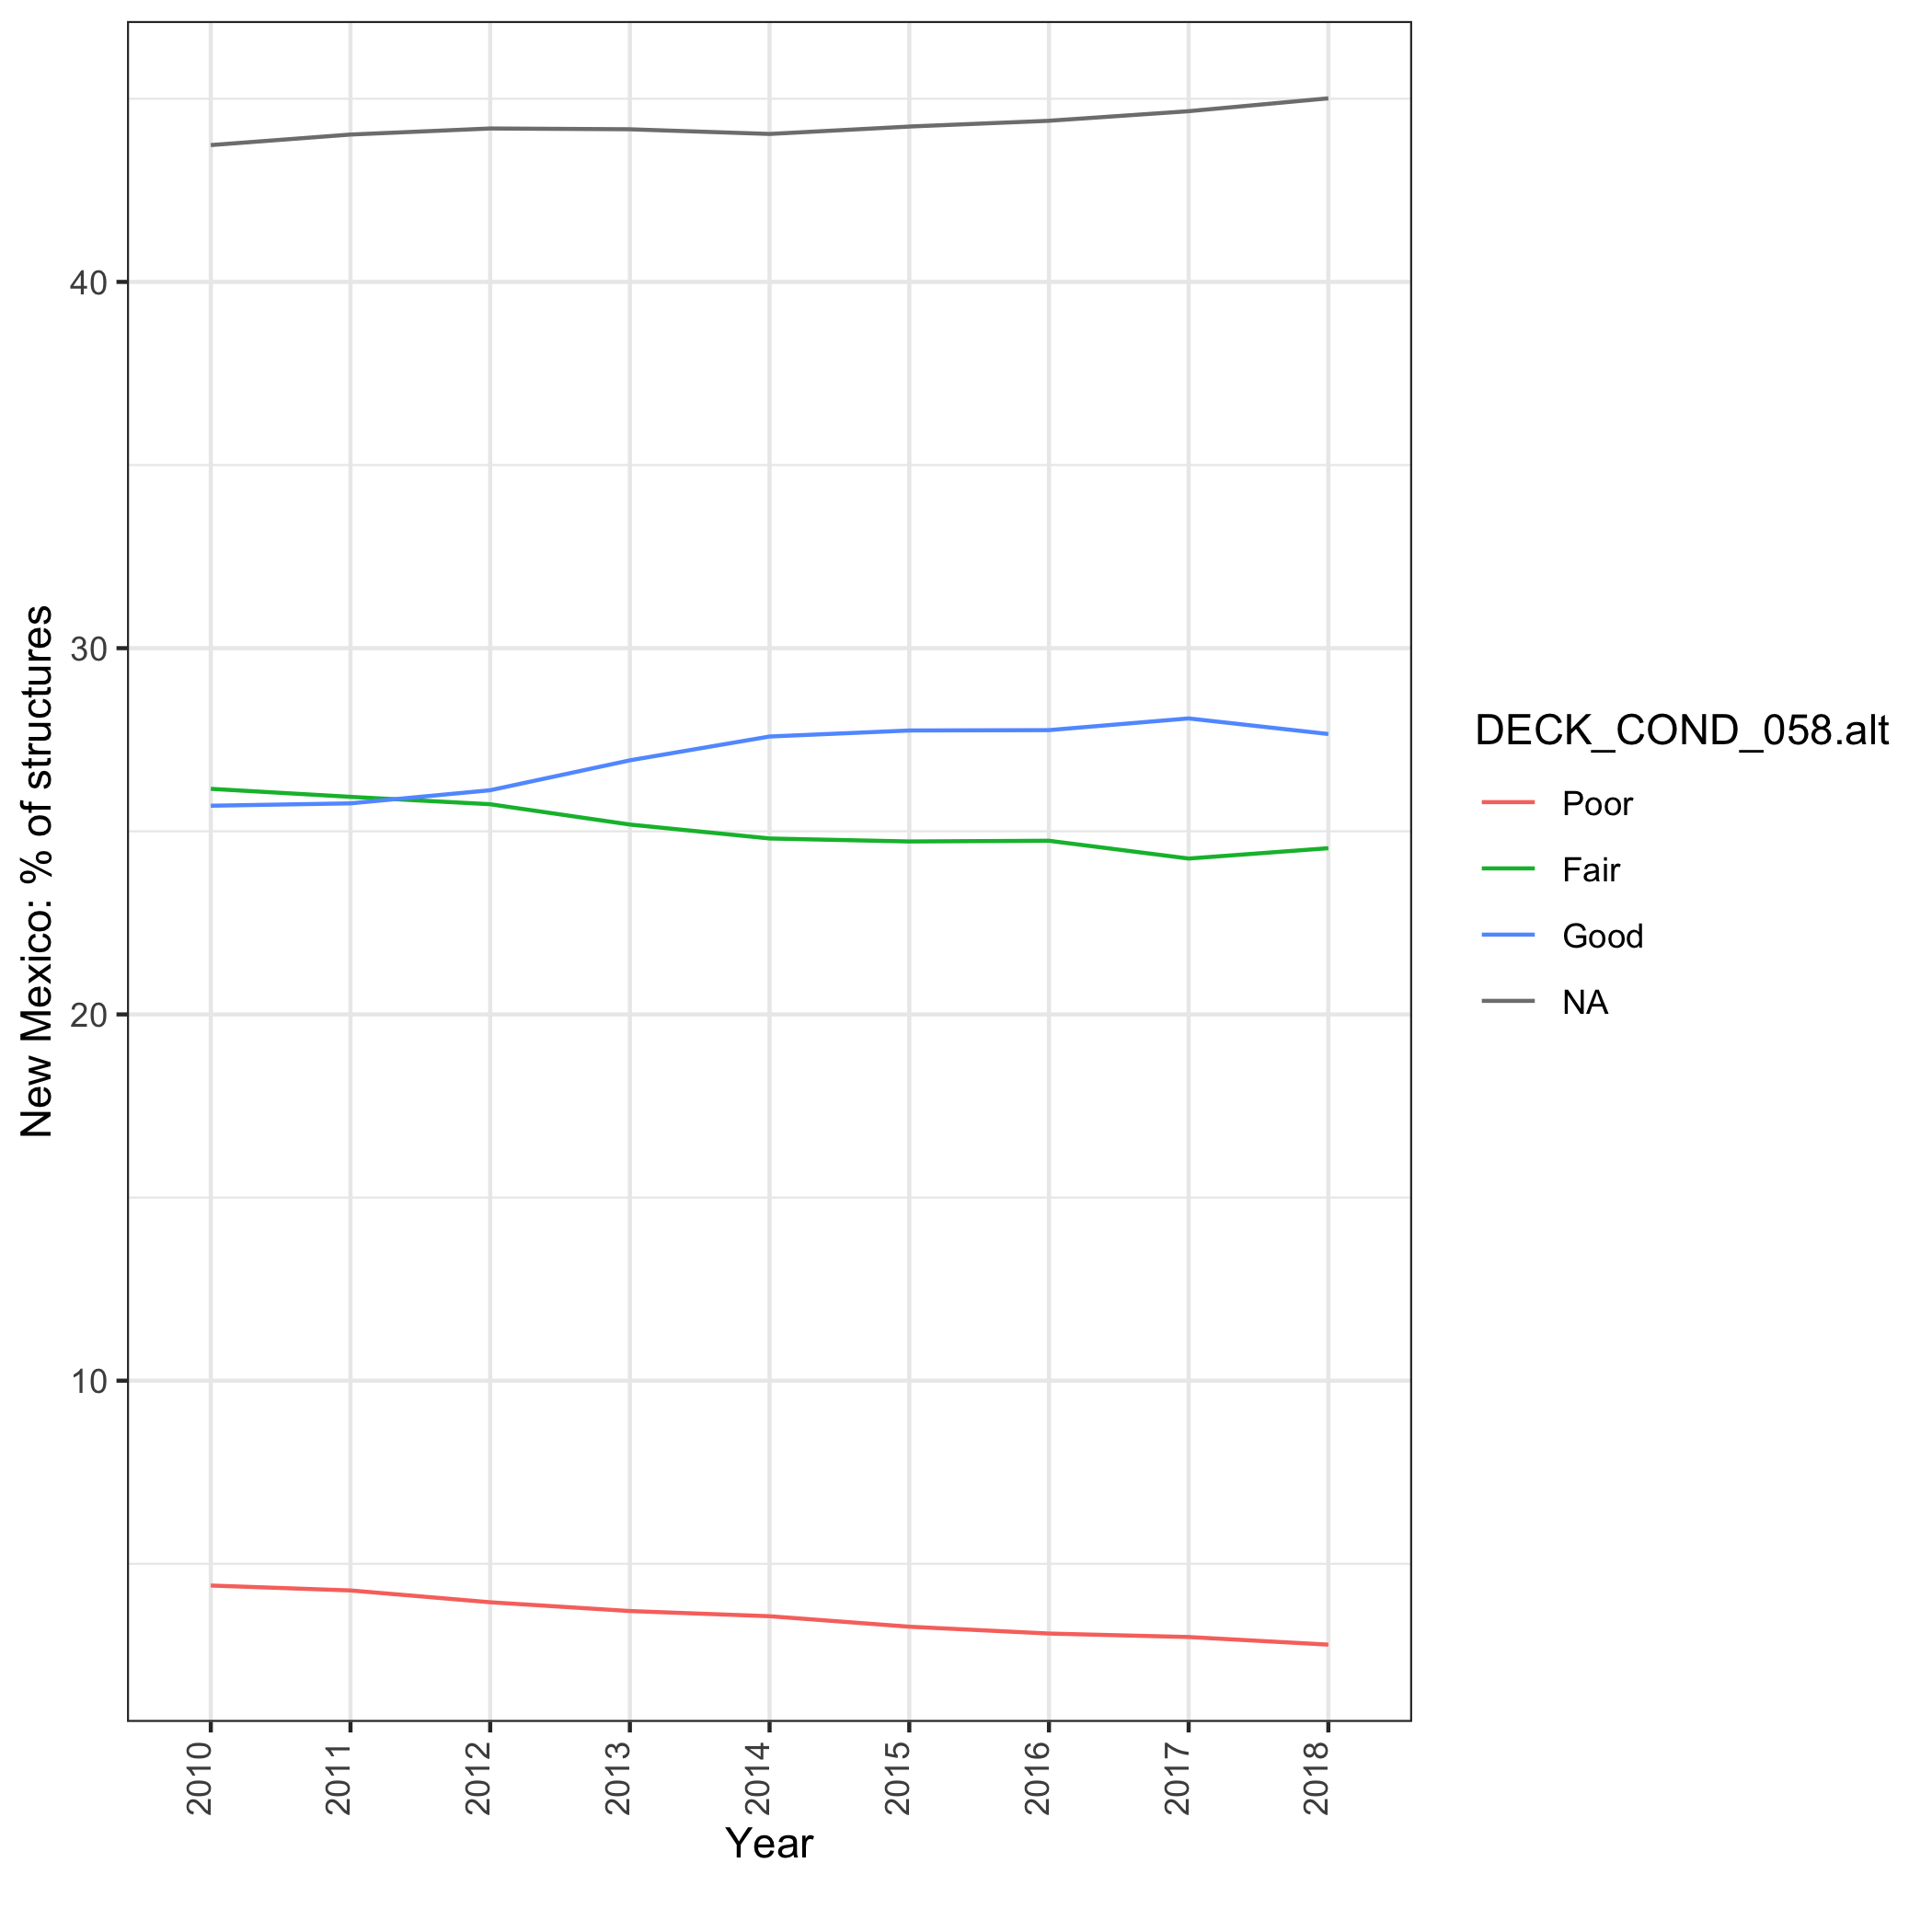 New Mexico: % of structures
40
30
20
10
2010
2011
2012
2013
2014
2015
2016
2017
2018
Year
DECK_COND_058.alt
Poor
Fair
Good
NA